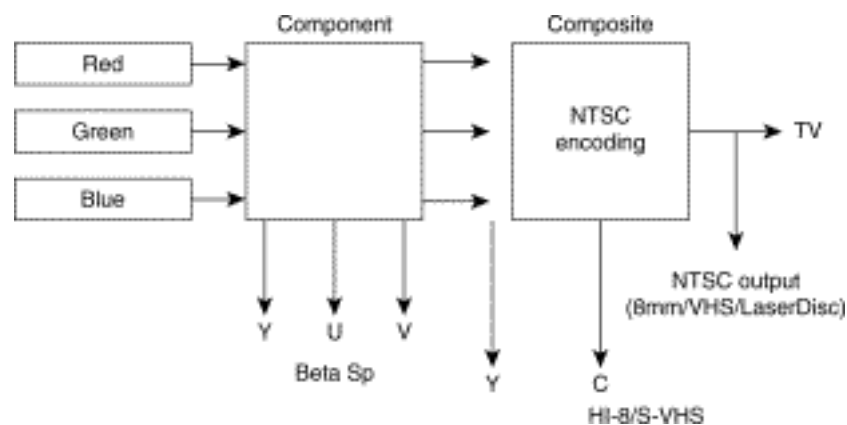 Component
Composite
Red
Green
Blue
NTSC
encoding
TV
NTSC output
(8mm/VHS/LaserDisc)
Y U V
Beta Sp
Y C
HI-8/S-VHS